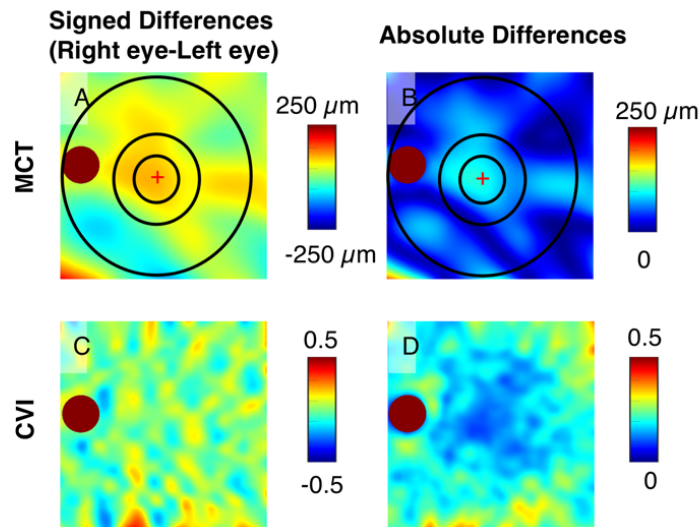 Signed Differences
(Right eye-Left eye)
Absolute Differences
MCT
A
250 µm
-250 µm
B
250 µm
0
CVI
C
0.5
-0.5
D
0.5
0